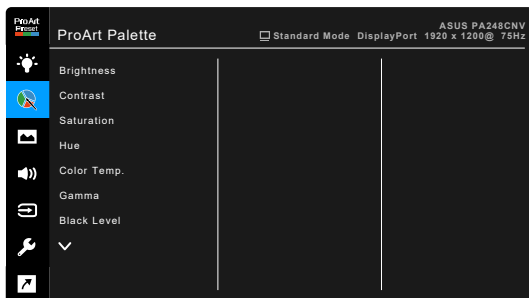 ProArt
Preset
ProArt Palette
ASUS PA248CNV
Standard Mode DisplayPort 1920 x 1200@ 75Hz
Brightness
Contrast
Saturation
Hue
Color Temp.
Gamma
Black Level